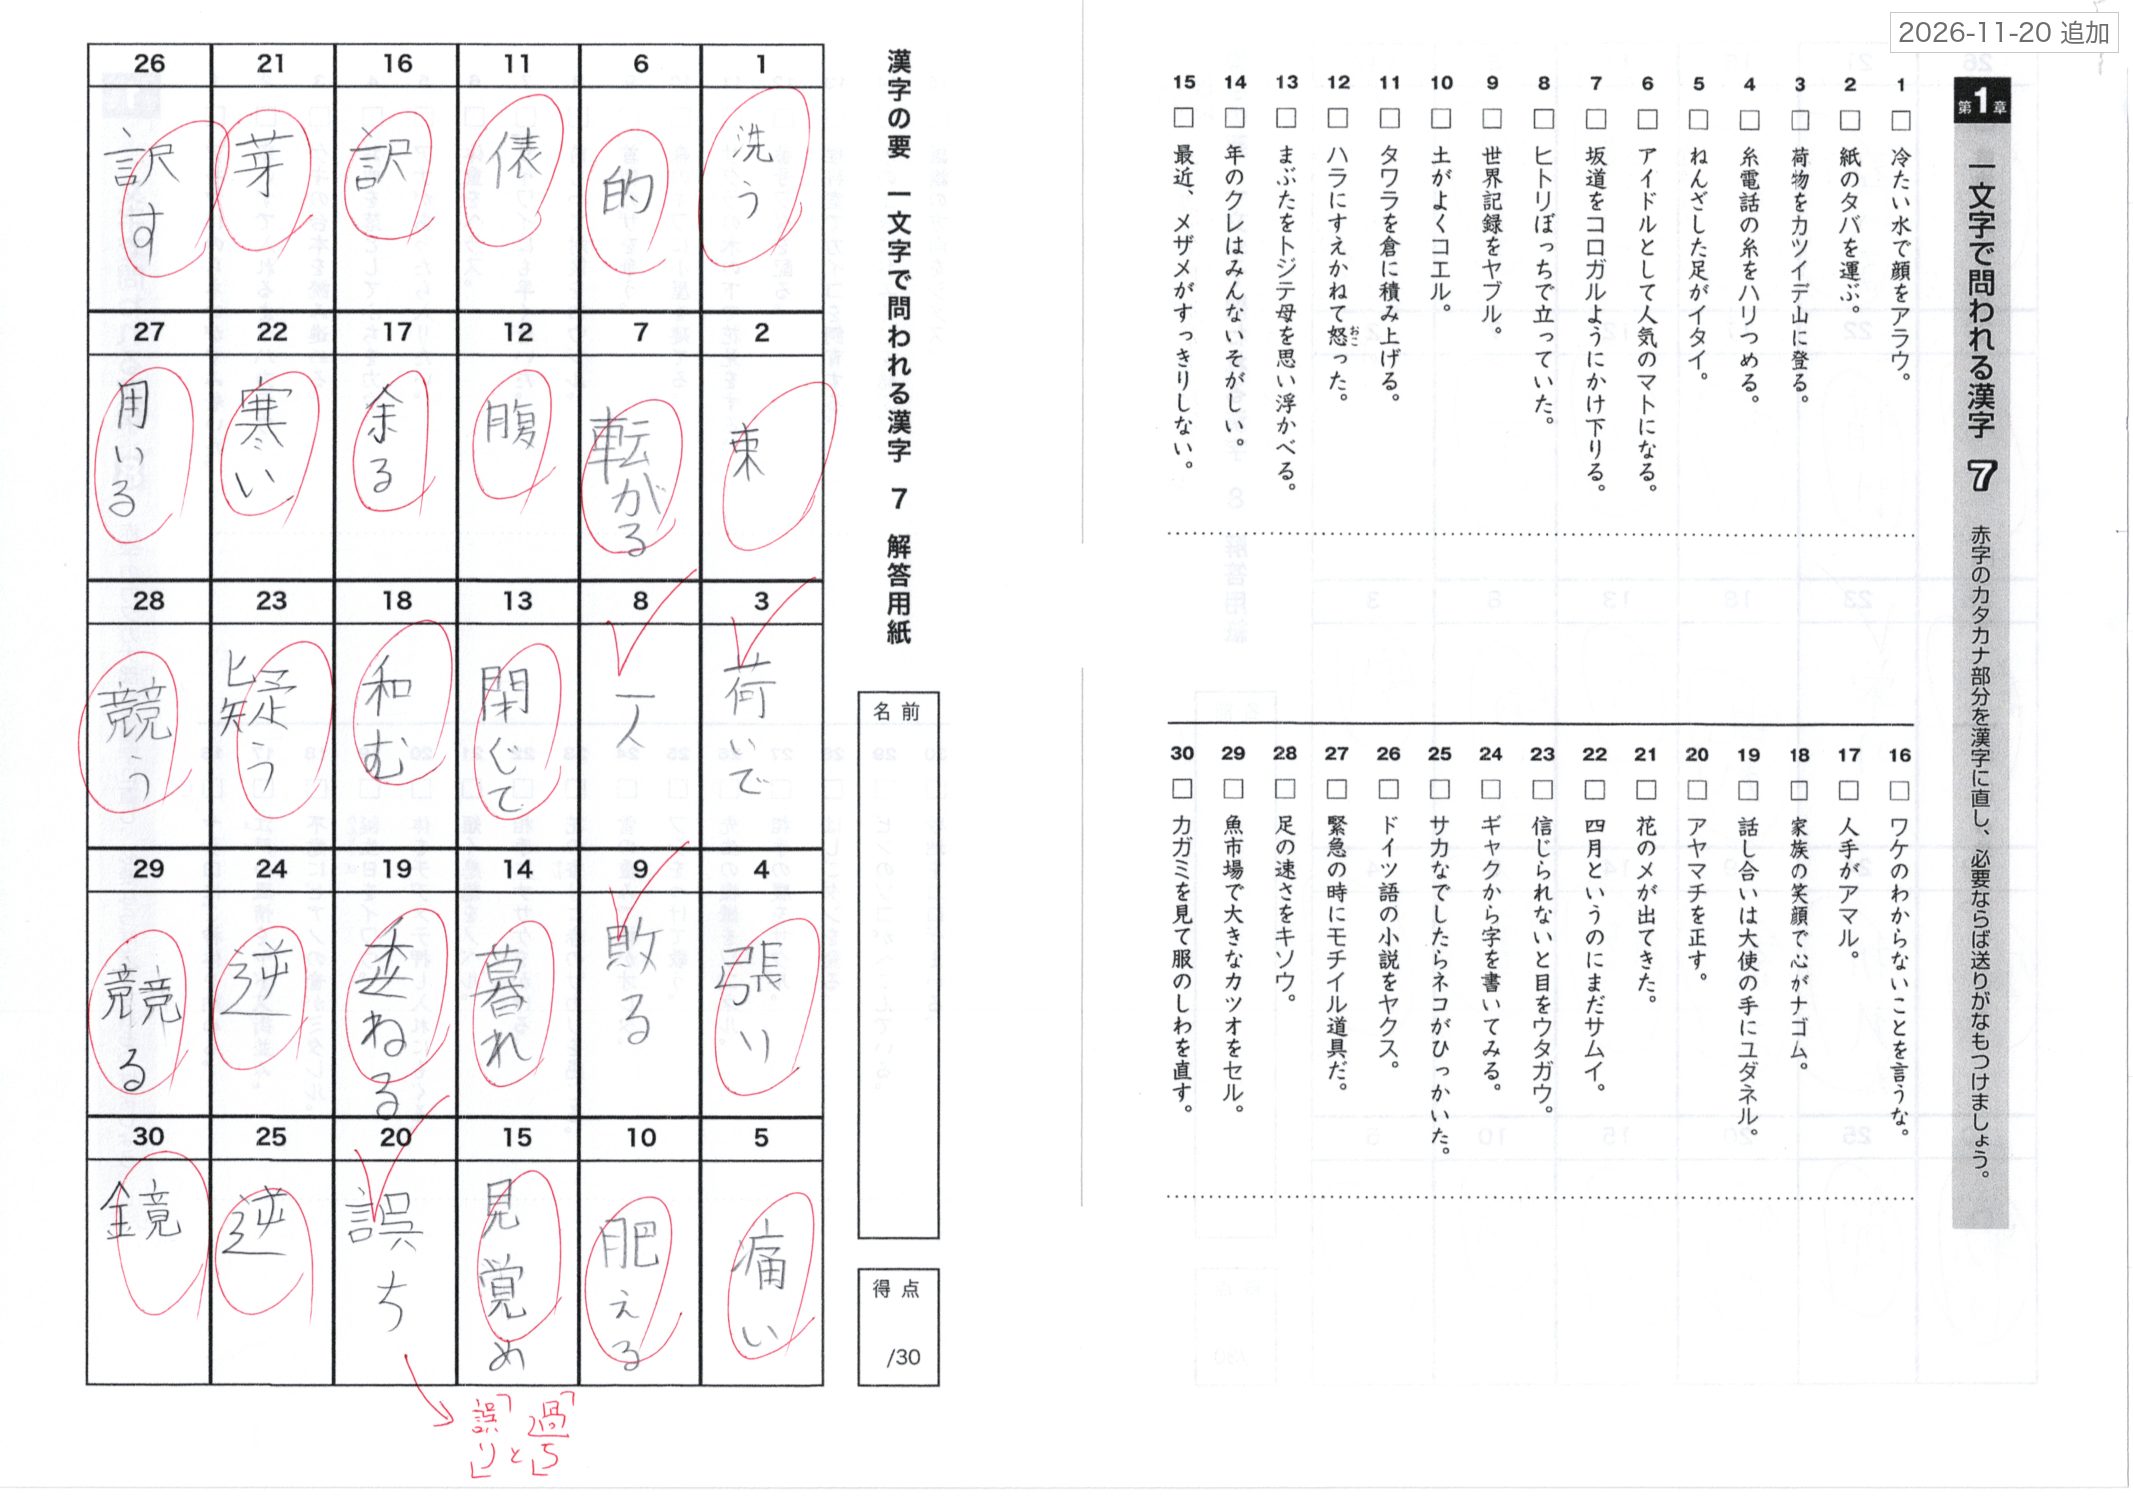 2026-11-20 追加
第1章 一文字で問われる漢字 7 赤字のカタカナ部分を漢字に直し、必要ならば送りがなもつけましょう。
1 □ 冷たい水で顔をアラウ。
2 □ 紙のタバを運ぶ。
3 □ 荷物をカツイデ山に登る。
4 □ 糸電話の糸をハリつめる。
5 □ ねんざした足がイタイ。
6 □ アイドルとして人気のマトになる。
7 □ 坂道をコロガルようにかけ下りる。
8 □ ヒトリぼっちで立っていた。
9 □ 世界記録をヤブル。
10 □ 土がよくコエル。
11 □ タワラを倉に積み上げる。
12 □ ハラにすえかねて怒おこった。
13 □ まぶたをトジテ母を思い浮かべる。
14 □ 年のクレはみんないそがしい。
15 □ 最近、メザメがすっきりしない。
16 □ ワケのわからないことを言うな。
17 □ 人手がアマル。
18 □ 家族の笑顔で心がナゴム。
19 □ 話し合いは大使の手にユダネル。
20 □ アヤマチを正す。
21 □ 花のメが出てきた。
22 □ 四月というのにまだサムイ。
23 □ 信じられないと目をウタガウ。
24 □ ギャクから字を書いてみる。
25 □ サカなでしたらネコがひっかいた。
26 □ ドイツ語の小説をヤクス。
27 □ 緊急の時にモチイル道具だ。
28 □ 足の速さをキソウ。
29 □ 魚市場で大きなカツオをセル。
30 □ カガミを見て服のしわを直す。
漢字の要 一文字で問われる漢字 7 解答用紙
名前
得点
/30
1 洗う
2 束
3 荷いで
4 張り
5 痛い
6 的
7 転がる
8 一人
9 敗る
10 肥える
11 俵
12 腹
13 閉じて
14 暮れ
15 見覚め
16 訳
17 余る
18 和む
19 委ねる
20 誤ち
21 芽
22 寒い
23 疑う
24 逆
25 逆
26 訳す
27 用いる
28 競う
29 競る
30 鏡
「過ち」
と
「誤り」